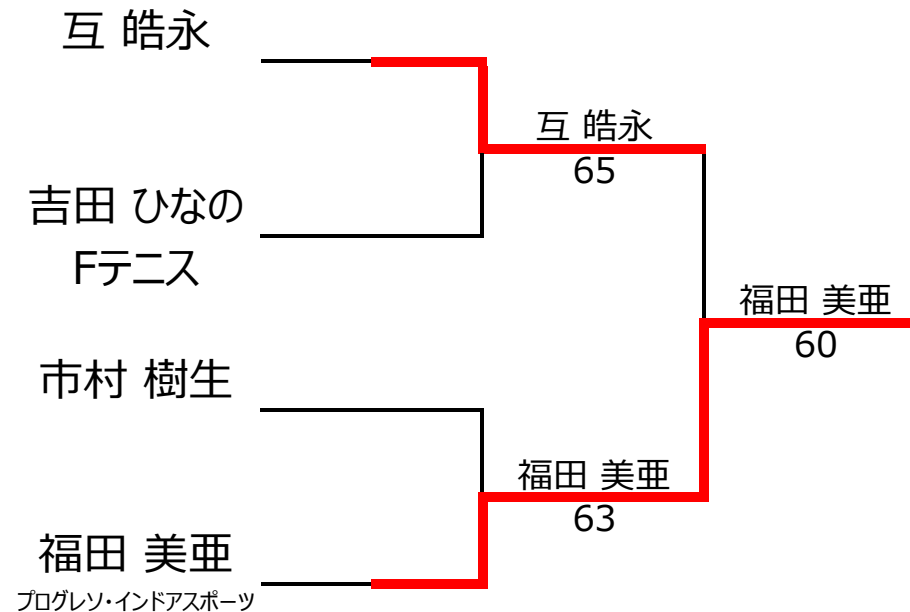 互 皓永
吉田 ひなの
Fテニス
市村 樹生
福田 美亜
プログレソ・インドアスポーツ
互 皓永
65
福田 美亜
63
福田 美亜
60